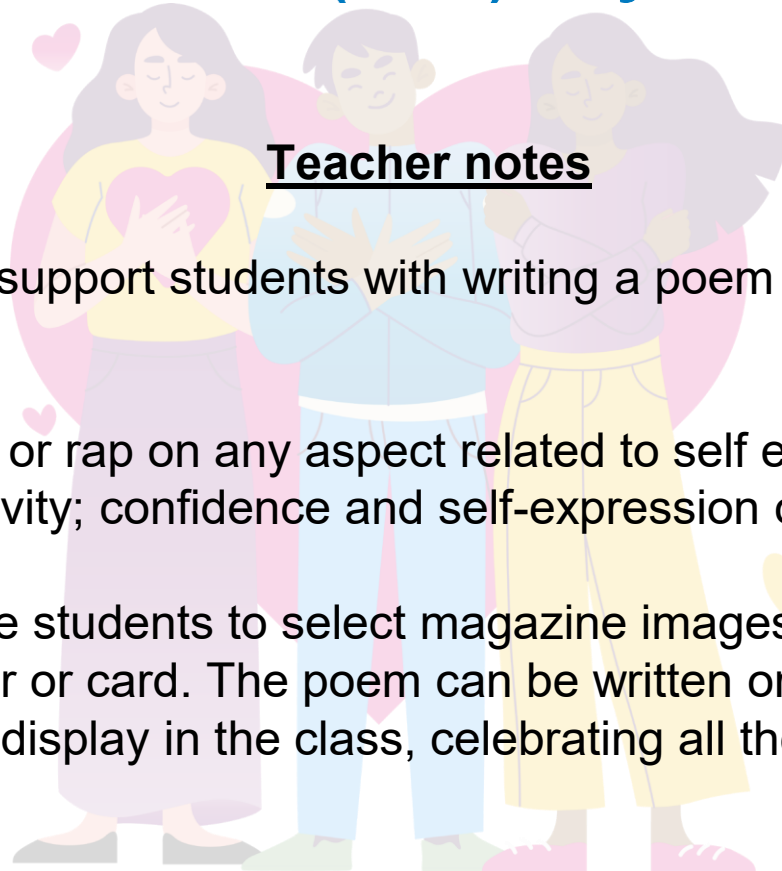 Teacher notes
support students with writing a poem
or rap on any aspect related to self e
vity; confidence and self-expression
e students to select magazine images
r or card. The poem can be written or
display in the class, celebrating all the